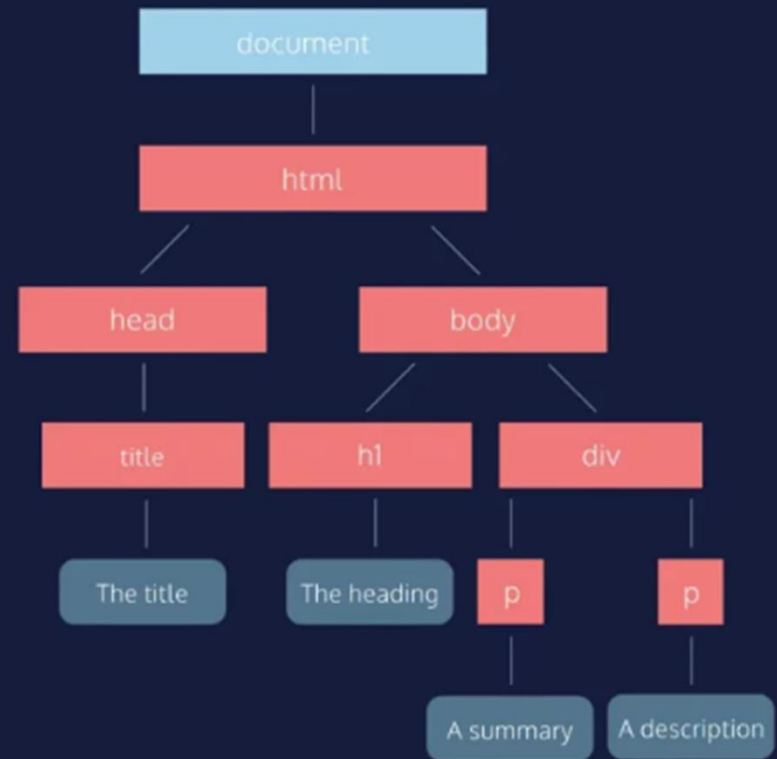 document
html
head
body
title
h1
div
The title
The heading
p
p
A summary
A description